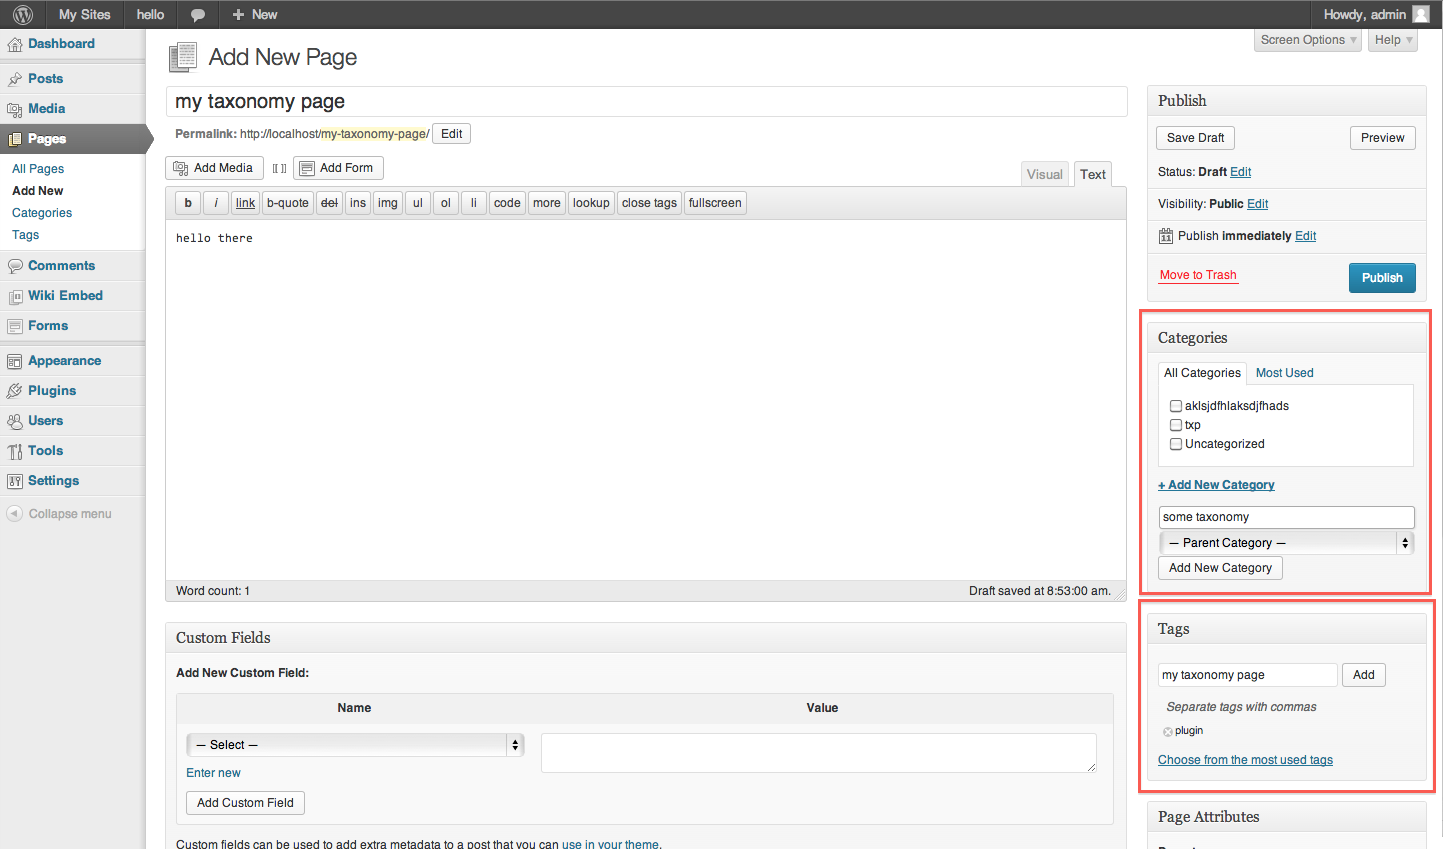 My Sites hello New Howdy, admin
Screen Options Help
Dashboard
Posts
Media
Pages
All Pages
Add New
Categories
Tags
Comments
Wiki Embed
Forms
Appearance
Plugins
Users
Tools
Settings
Collapse menu
Add New Page
my taxonomy page
Permalink: http://localhost/my-taxonomy-page/ Edit
Add Media [[ ]] Add Form
Visual Text
b i link b-quote del ins img ul ol li code more lookup close tags fullscreen
hello there
Word count: 1 Draft saved at 8:53:00 am.
Custom Fields
Add New Custom Field:
Name Value
— Select —
Enter new
Add Custom Field
Custom fields can be used to add extra metadata to a post that you can use in your theme.
Publish
Save Draft Preview
Status: Draft Edit
Visibility: Public Edit
11 Publish immediately Edit
Move to Trash Publish
Categories
All Categories Most Used
aklsjdfhlaksdjfhads
txp
Uncategorized
+ Add New Category
some taxonomy
— Parent Category —
Add New Category
Tags
my taxonomy page Add
Separate tags with commas
plugin
Choose from the most used tags
Page Attributes